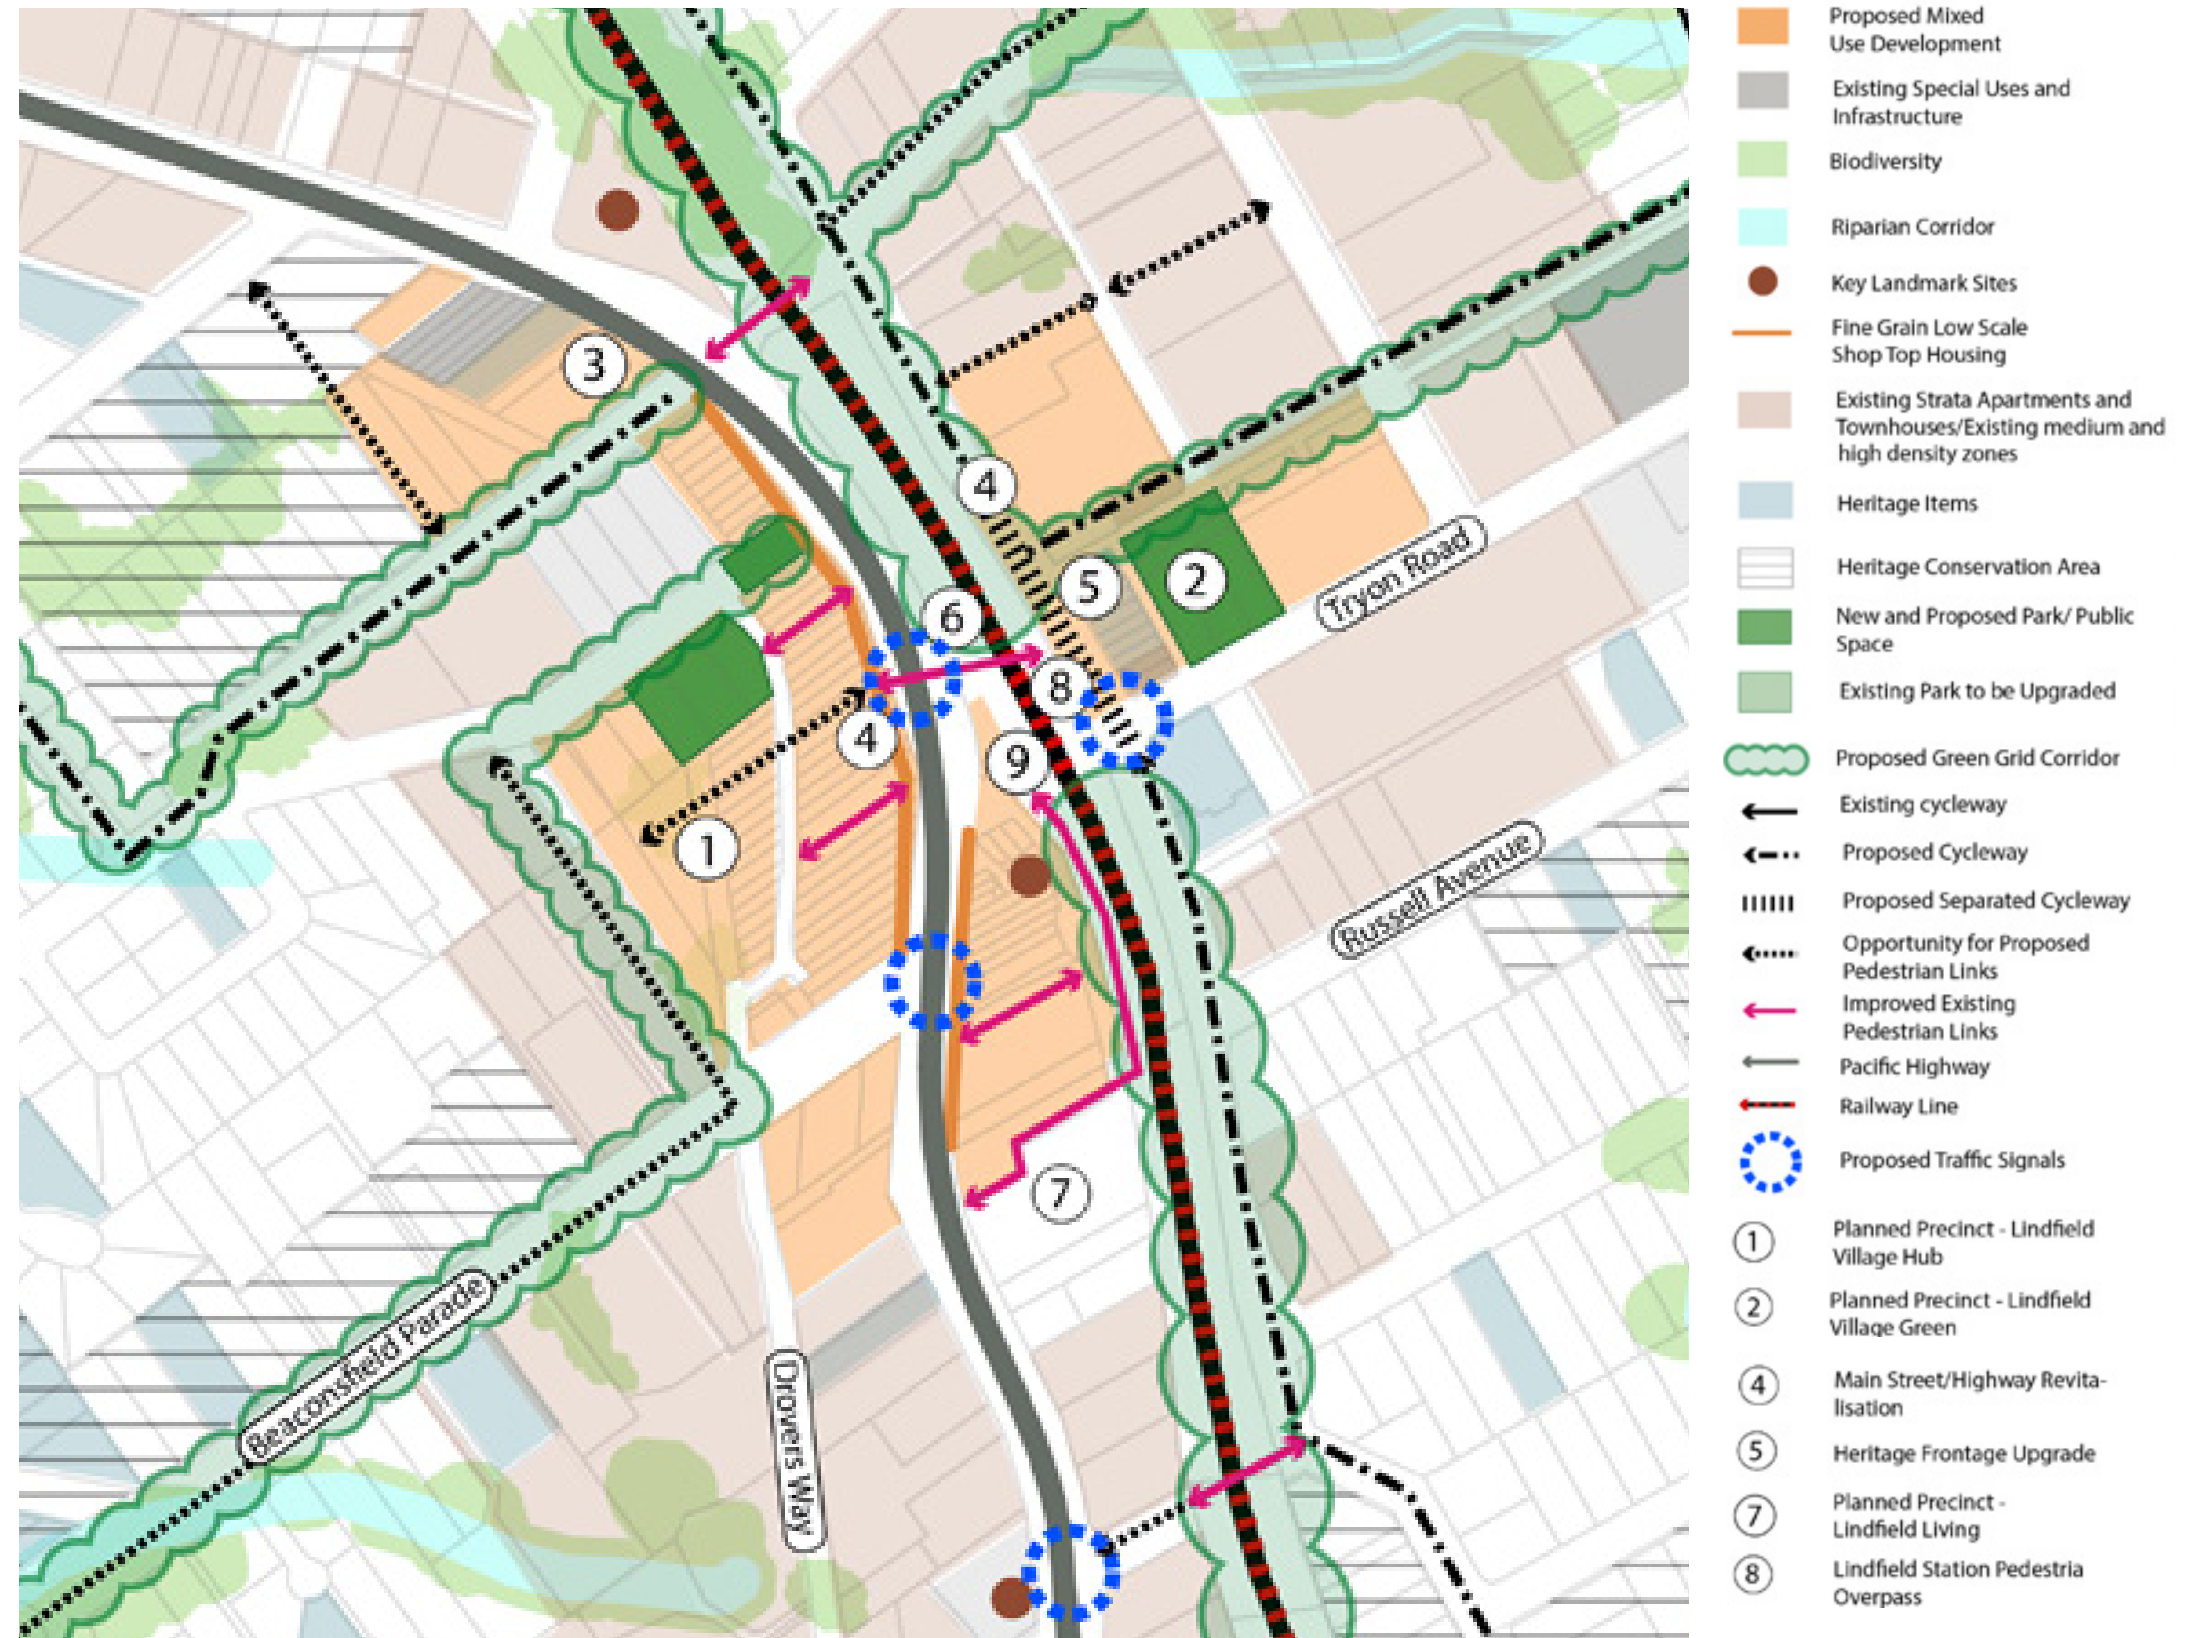 3
4
5
2
Tryon Road
6
8
4
9
1
Russell Avenue
7
Beaconsfield Parade
Drovers Way
Proposed Mixed
Use Development
Existing Special Uses and
Infrastructure
Biodiversity
Riparian Corridor
Key Landmark Sites
Fine Grain Low Scale
Shop Top Housing
Existing Strata Apartments and
Townhouses/Existing medium and
high density zones
Heritage Items
Heritage Conservation Area
New and Proposed Park/ Public
Space
Existing Park to be Upgraded
Proposed Green Grid Corridor
Existing cycleway
Proposed Cycleway
Proposed Separated Cycleway
Opportunity for Proposed
Pedestrian Links
Improved Existing
Pedestrian Links
Pacific Highway
Railway Line
Proposed Traffic Signals
1 Planned Precinct - Lindfield
Village Hub
2 Planned Precinct - Lindfield
Village Green
4 Main Street/Highway Revita-
lisation
5 Heritage Frontage Upgrade
7 Planned Precinct -
Lindfield Living
8 Lindfield Station Pedestria
Overpass